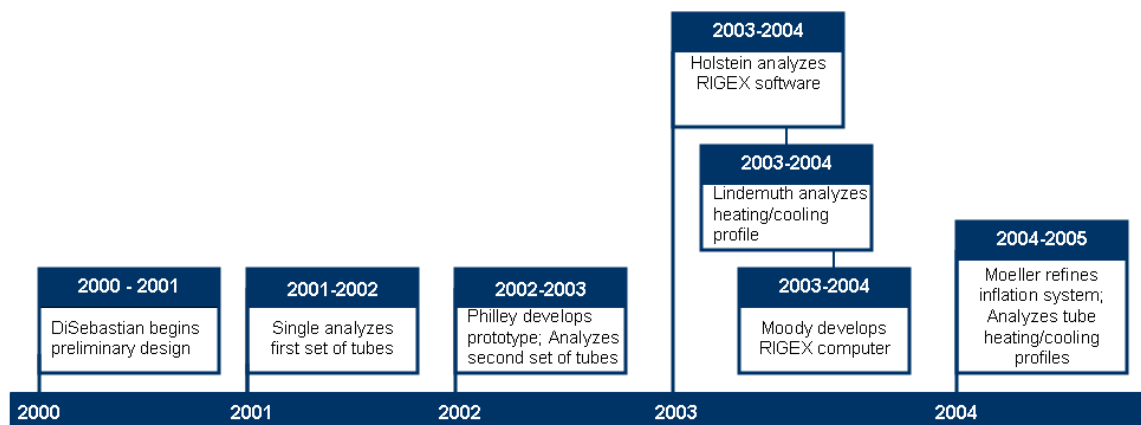 2003-2004
Holstein analyzes
RIGEX software
2003-2004
Lindemuth analyzes
heating/cooling
profile
2000 - 2001
DiSebastian begins
preliminary design
2001-2002
Single analyzes
first set of tubes
2002-2003
Philley develops
prototype; Analyzes
second set of tubes
2003-2004
Moody develops
RIGEX computer
2004-2005
Moeller refines
inflation system;
Analyzes tube
heating/cooling
profiles
2000
2001
2002
2003
2004